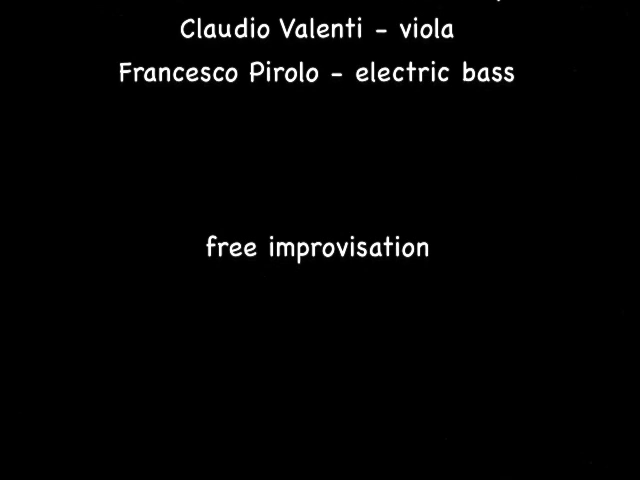 Claudio Valenti - viola
Francesco Pirolo - electric bass
free improvisation